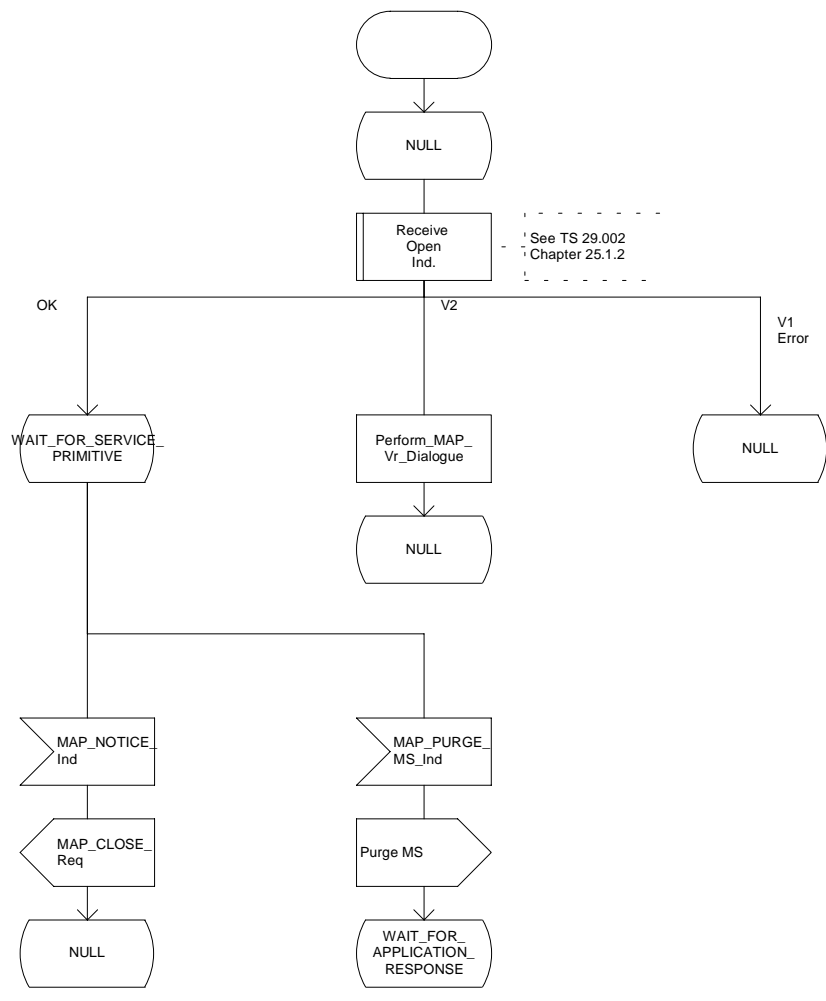 NULL
Receive
Open
Ind.
See TS 29.002
Chapter 25.1.2
OK
V2
V1
Error
WAIT_FOR_SERVICE_
PRIMITIVE
Perform_MAP_
Vr_Dialogue
NULL
NULL
MAP_NOTICE_
Ind
MAP_PURGE_
MS_Ind
MAP_CLOSE_
Req
Purge MS
NULL
WAIT_FOR_
APPLICATION_
RESPONSE